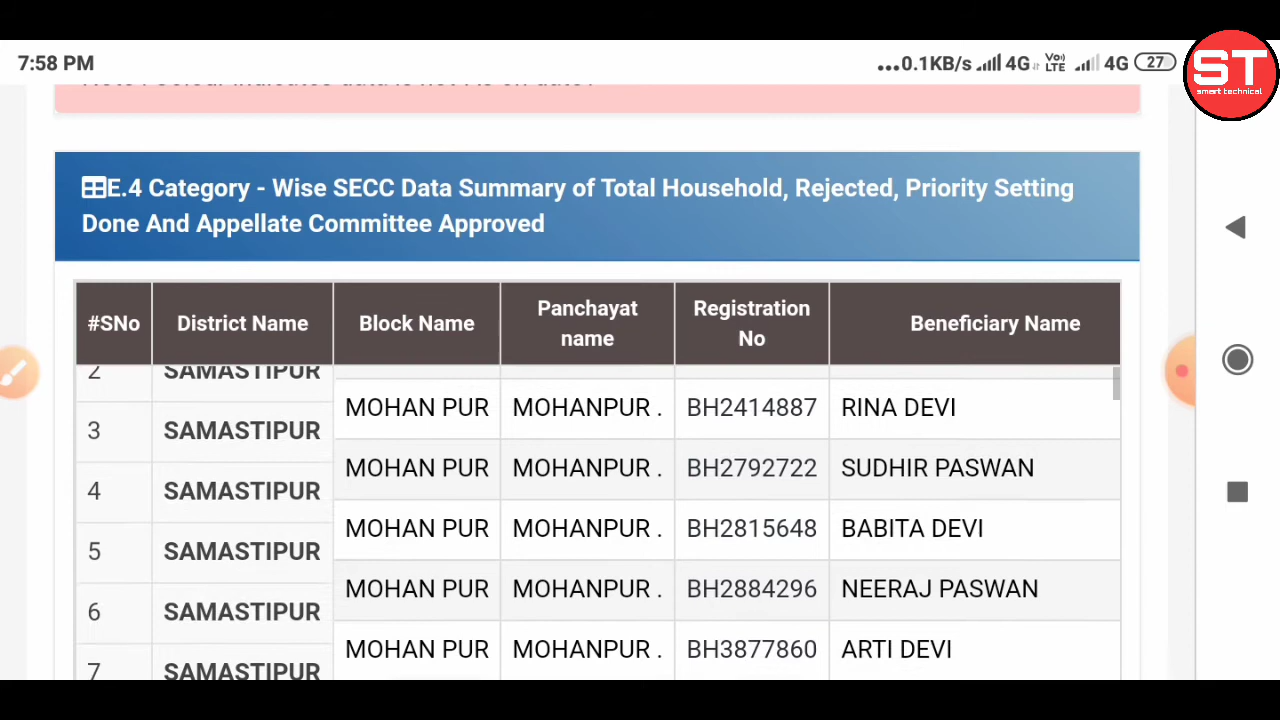 7:58 PM
...0.1KB/s 4G Vo) LTE 4G 27
ST
smart technical
E.4 Category - Wise SECC Data Summary of Total Household, Rejected, Priority Setting
Done And Appellate Committee Approved
#SNo District Name Block Name Panchayat name Registration No Beneficiary Name
2 SAMASTIPUR
3 SAMASTIPUR MOHAN PUR MOHANPUR . BH2414887 RINA DEVI
4 SAMASTIPUR MOHAN PUR MOHANPUR . BH2792722 SUDHIR PASWAN
5 SAMASTIPUR MOHAN PUR MOHANPUR . BH2815648 BABITA DEVI
6 SAMASTIPUR MOHAN PUR MOHANPUR . BH2884296 NEERAJ PASWAN
7 SAMASTIPUR MOHAN PUR MOHANPUR . BH3877860 ARTI DEVI